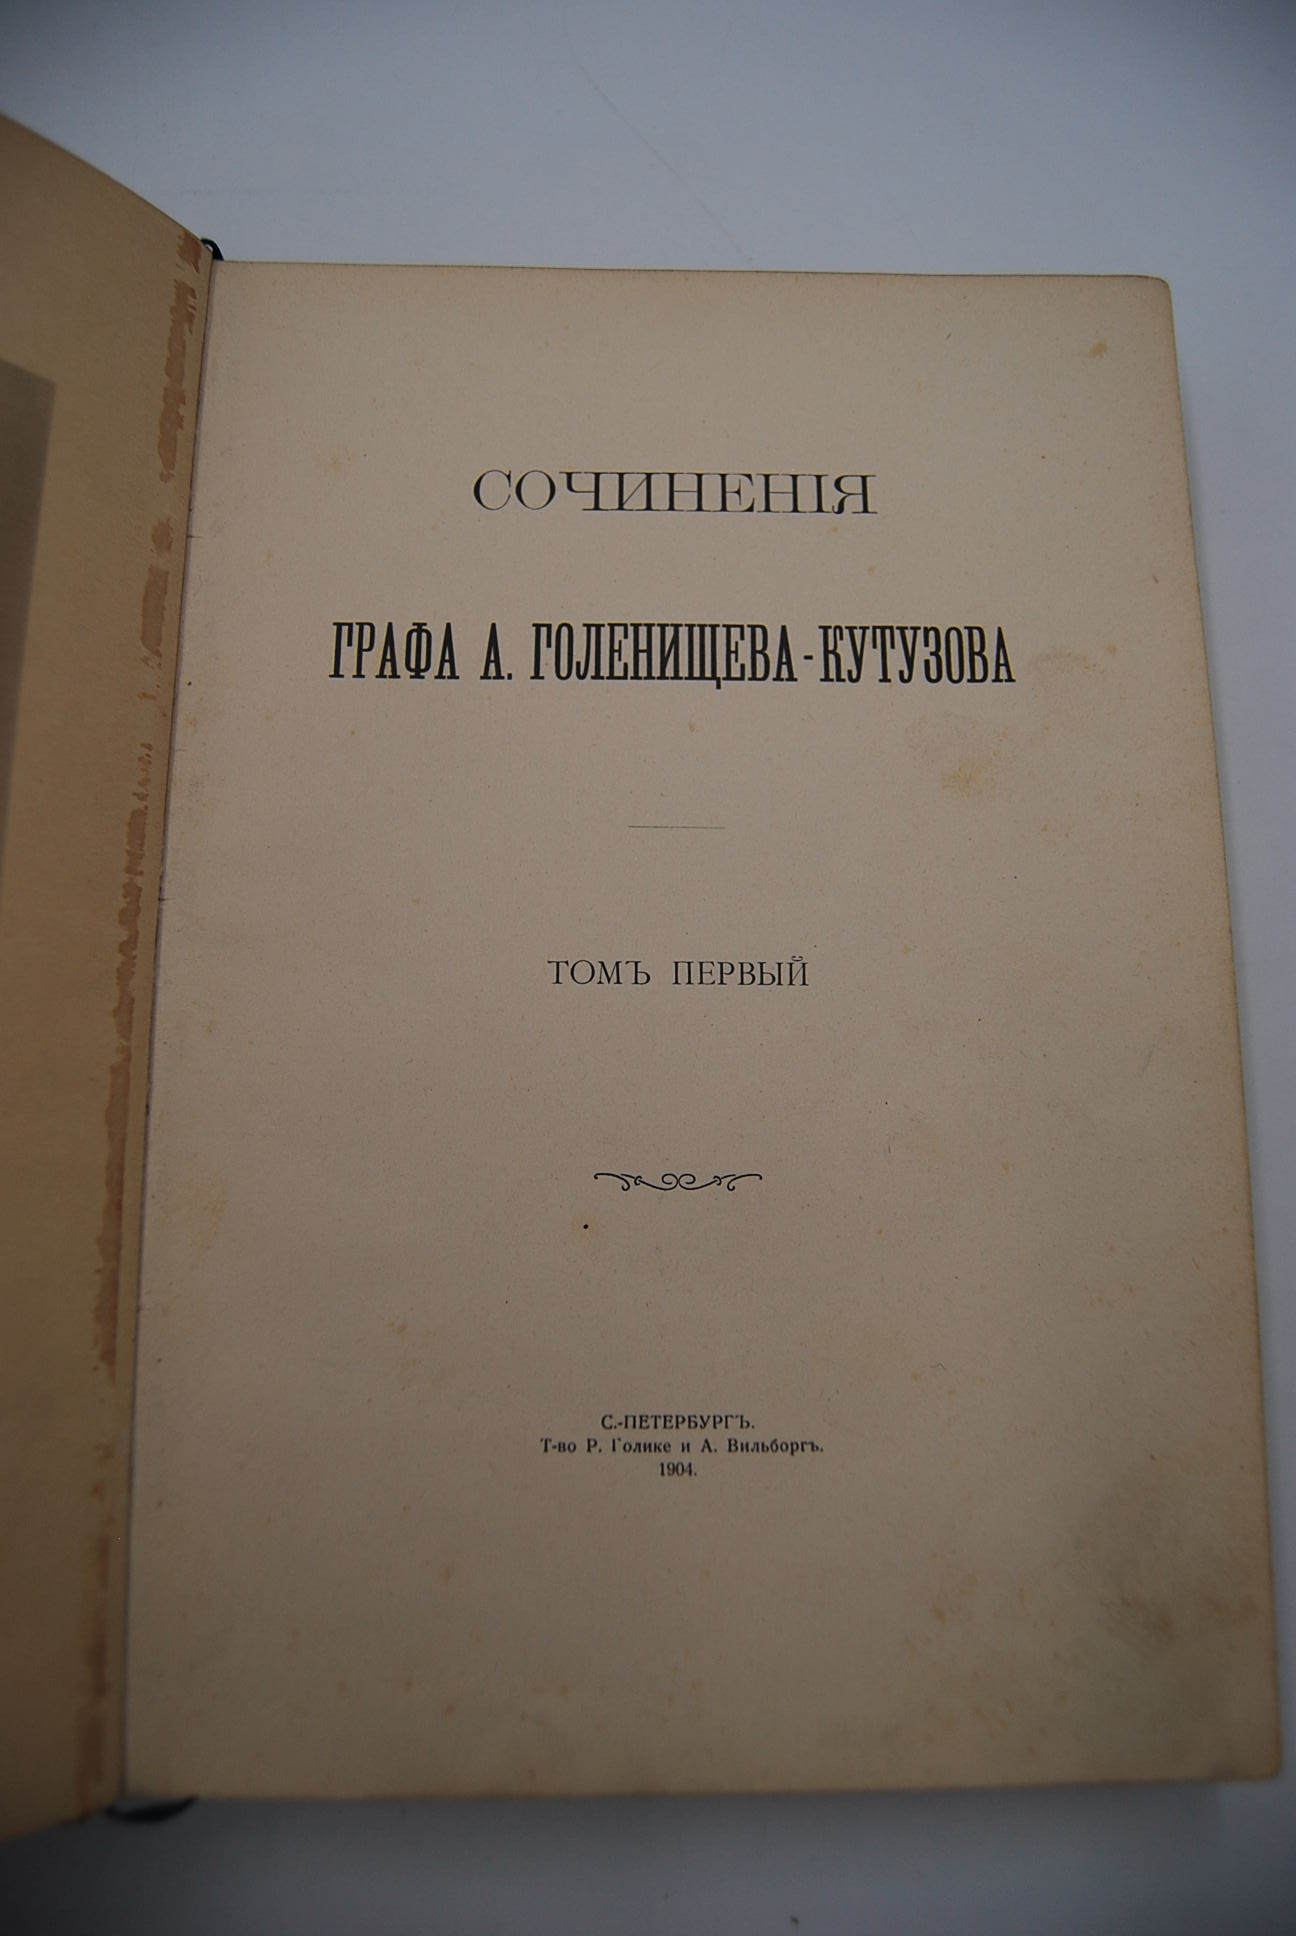 СОЧИНЕНІЯ
ГРАФА А. ГОЛЕНИЩЕВА-КУТУЗОВА
ТОМЪ ПЕРВЫЙ
С.-ПЕТЕРБУРГЪ.
Т-во Р. Голике и А. Вильборгъ.
1904.